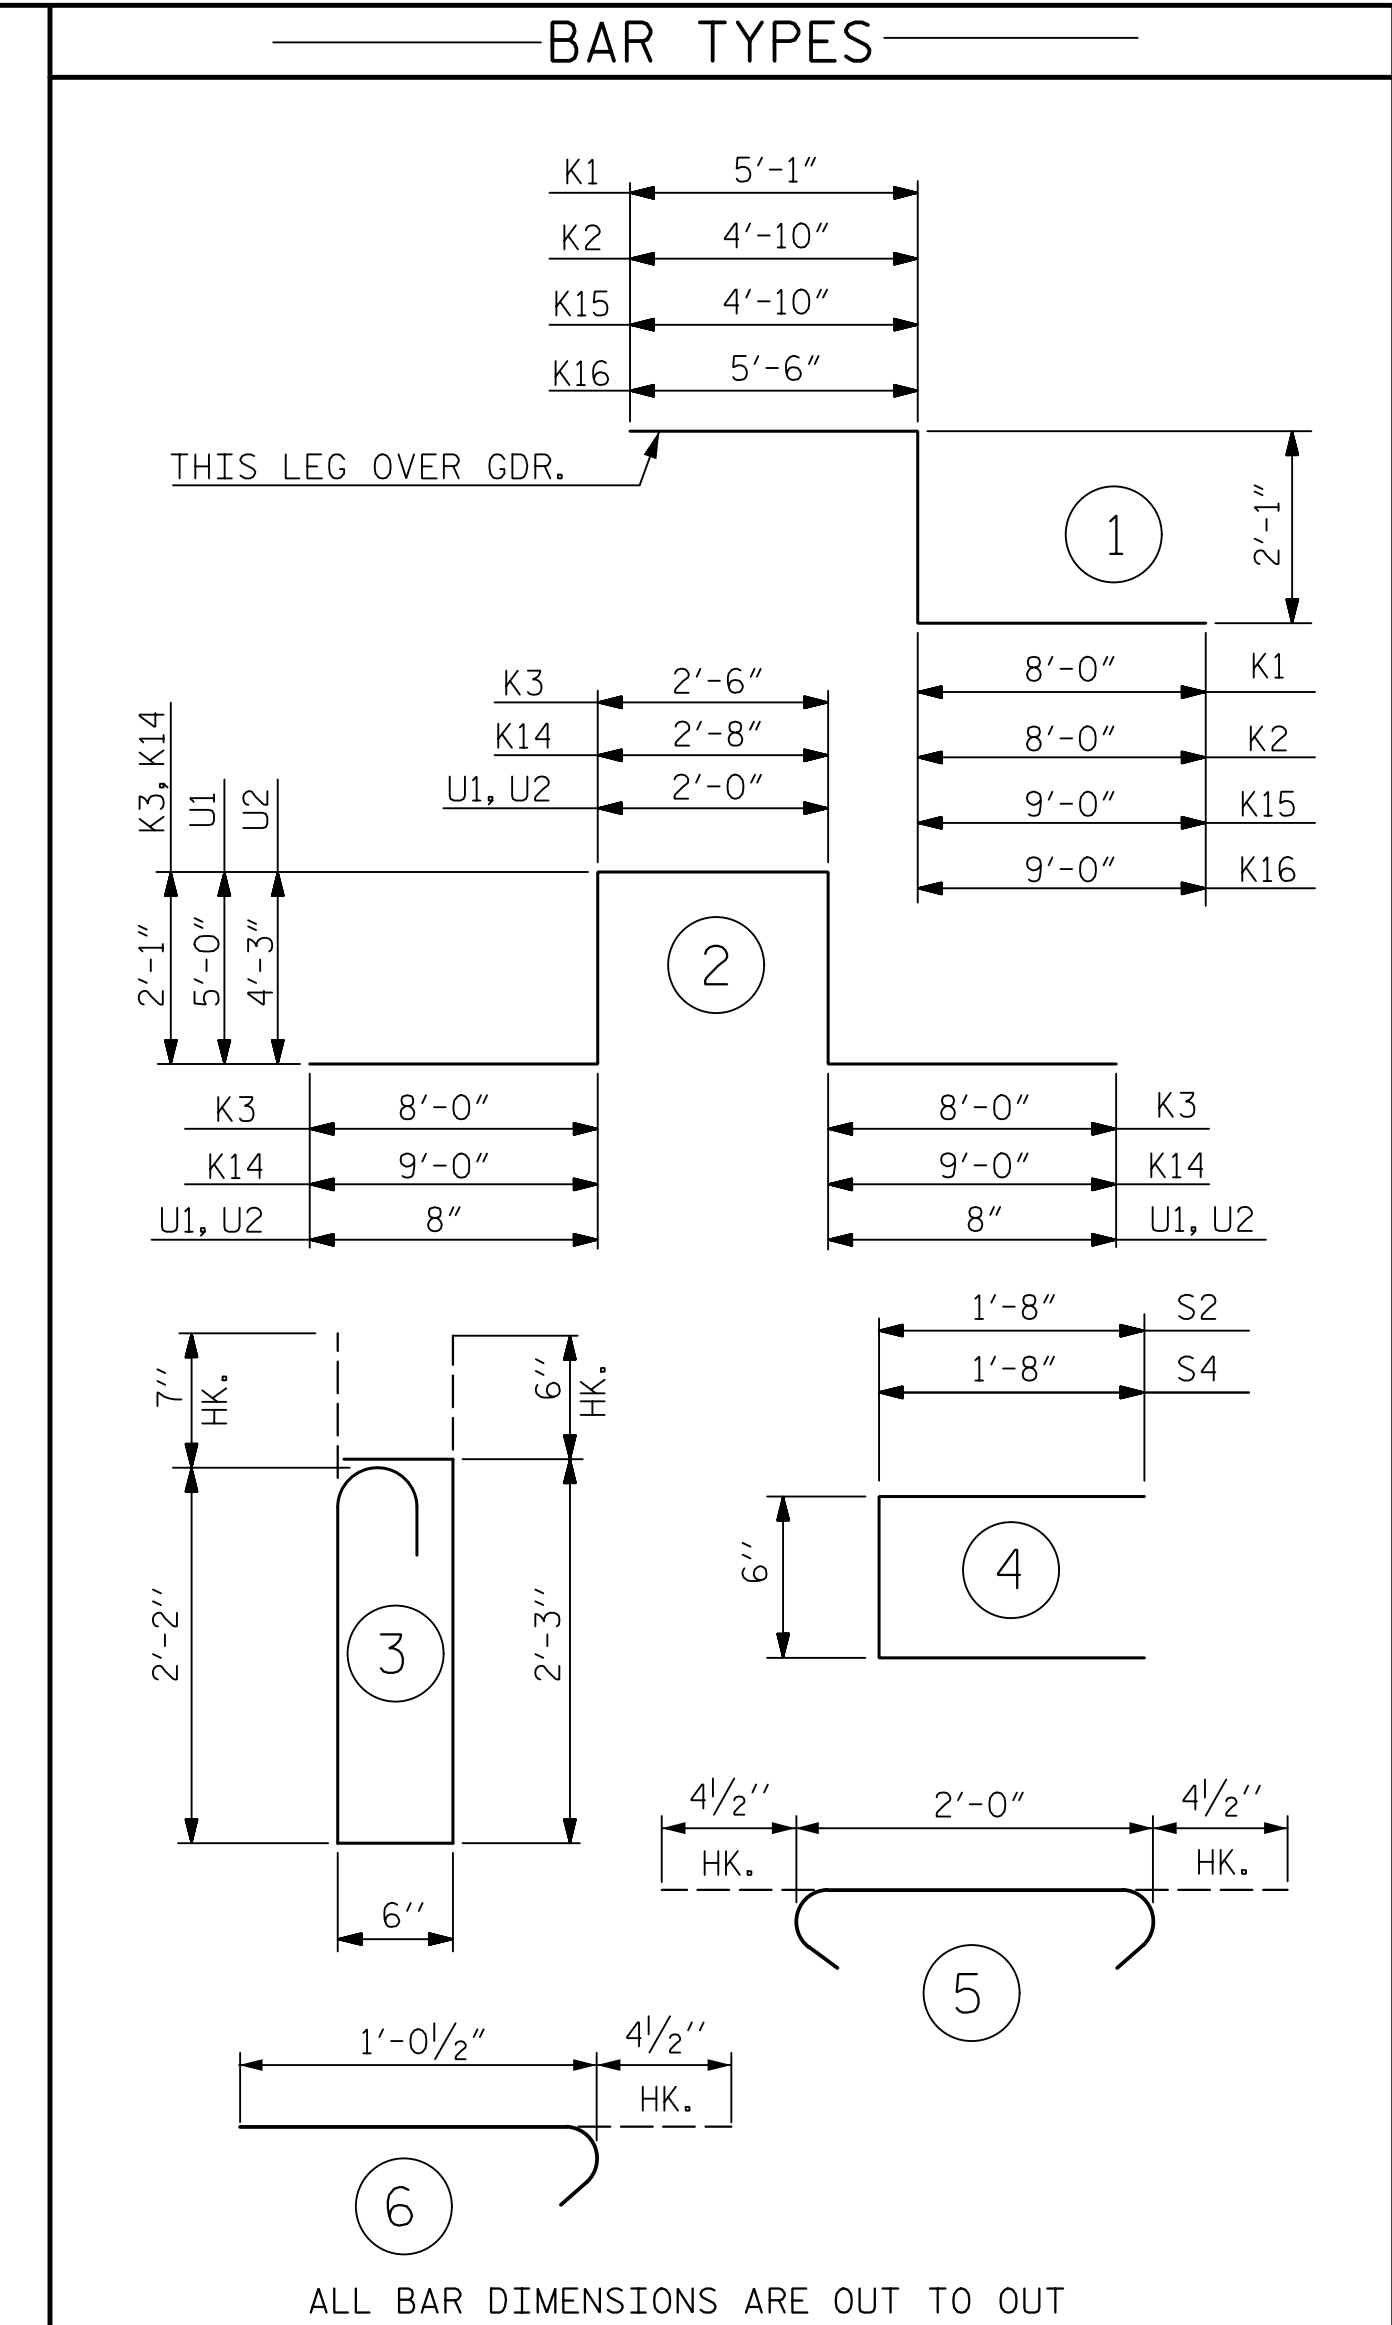 BAR TYPES
K1 5'-1"
K2 4'-10"
K15 4'-10"
K16 5'-6"
THIS LEG OVER GDR.
1
2'-1"
8'-0" K1
8'-0" K2
9'-0" K15
9'-0" K16
K3 2'-6"
K14 2'-8"
U1, U2 2'-0"
K3, K14
U1
U2
2'-1"
5'-0"
4'-3"
2
K3 8'-0"
K14 9'-0"
U1, U2 8"
8'-0" K3
9'-0" K14
8" U1, U2
7"
HK.
6"
HK.
2'-2"
3
2'-3"
6"
1'-8" S2
1'-8" S4
6"
4
4½" 2'-0" 4½"
HK. HK.
5
1'-0½" 4½"
HK.
6
ALL BAR DIMENSIONS ARE OUT TO OUT